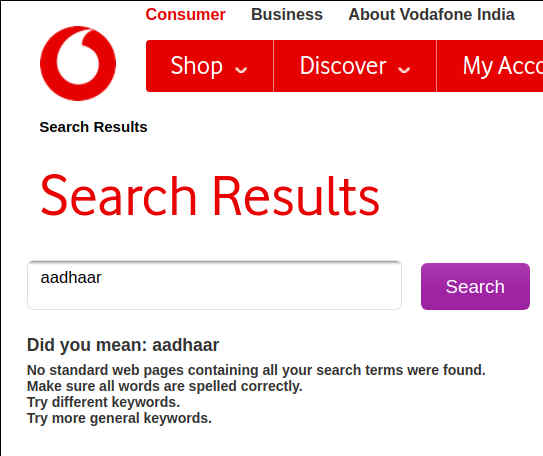 Consumer Business About Vodafone India
Shop Discover My Acco
Search Results
Search Results
aadhaar Search
Did you mean: aadhaar
No standard web pages containing all your search terms were found.
Make sure all words are spelled correctly.
Try different keywords.
Try more general keywords.